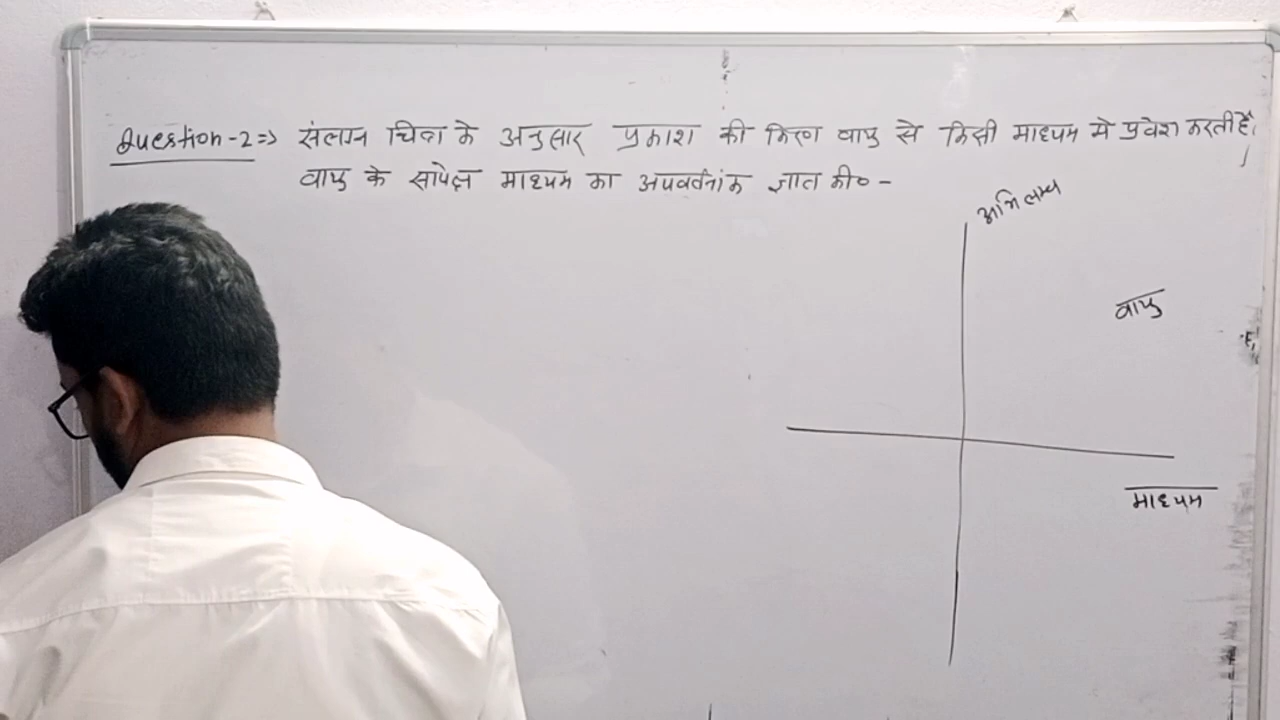 Question-2⇒ संलग्न चित्र के अनुसार प्रकाश की किरण वायु से किसी माध्यम मे प्रवेश करती है,
वायु के सापेक्ष माध्यम का अपवर्तनांक ज्ञात की० -
अभिलम्ब
वायु
माध्यम